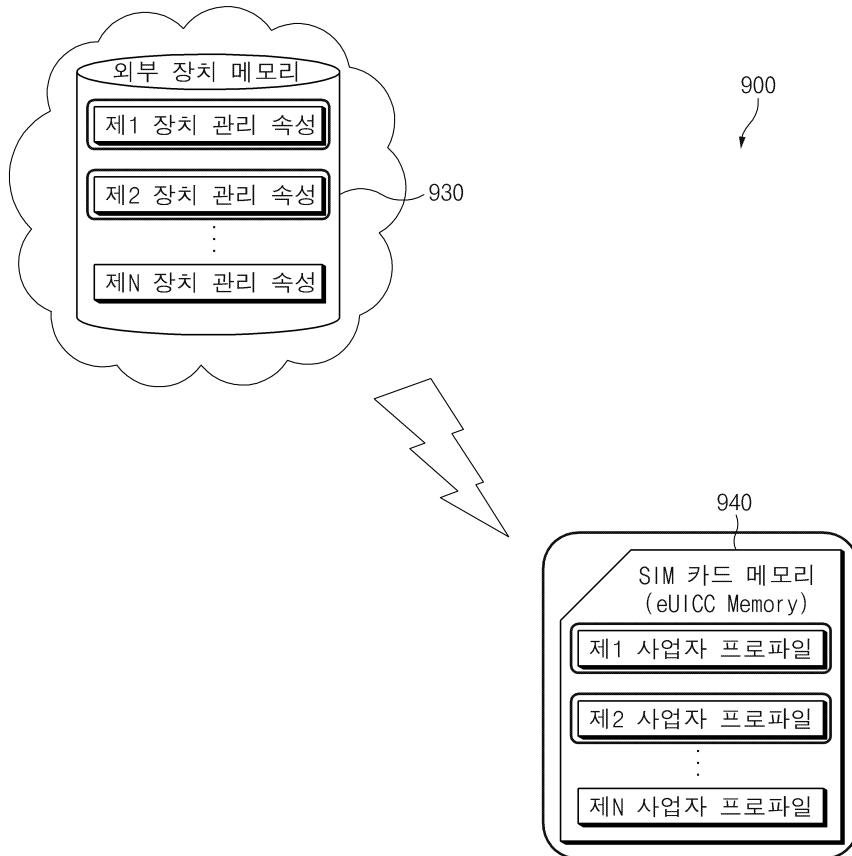 외부 장치 메모리
제1 장치 관리 속성
제2 장치 관리 속성
제N 장치 관리 속성
930
900
940
SIM 카드 메모리
(eUICC Memory)
제1 사업자 프로파일
제2 사업자 프로파일
제N 사업자 프로파일